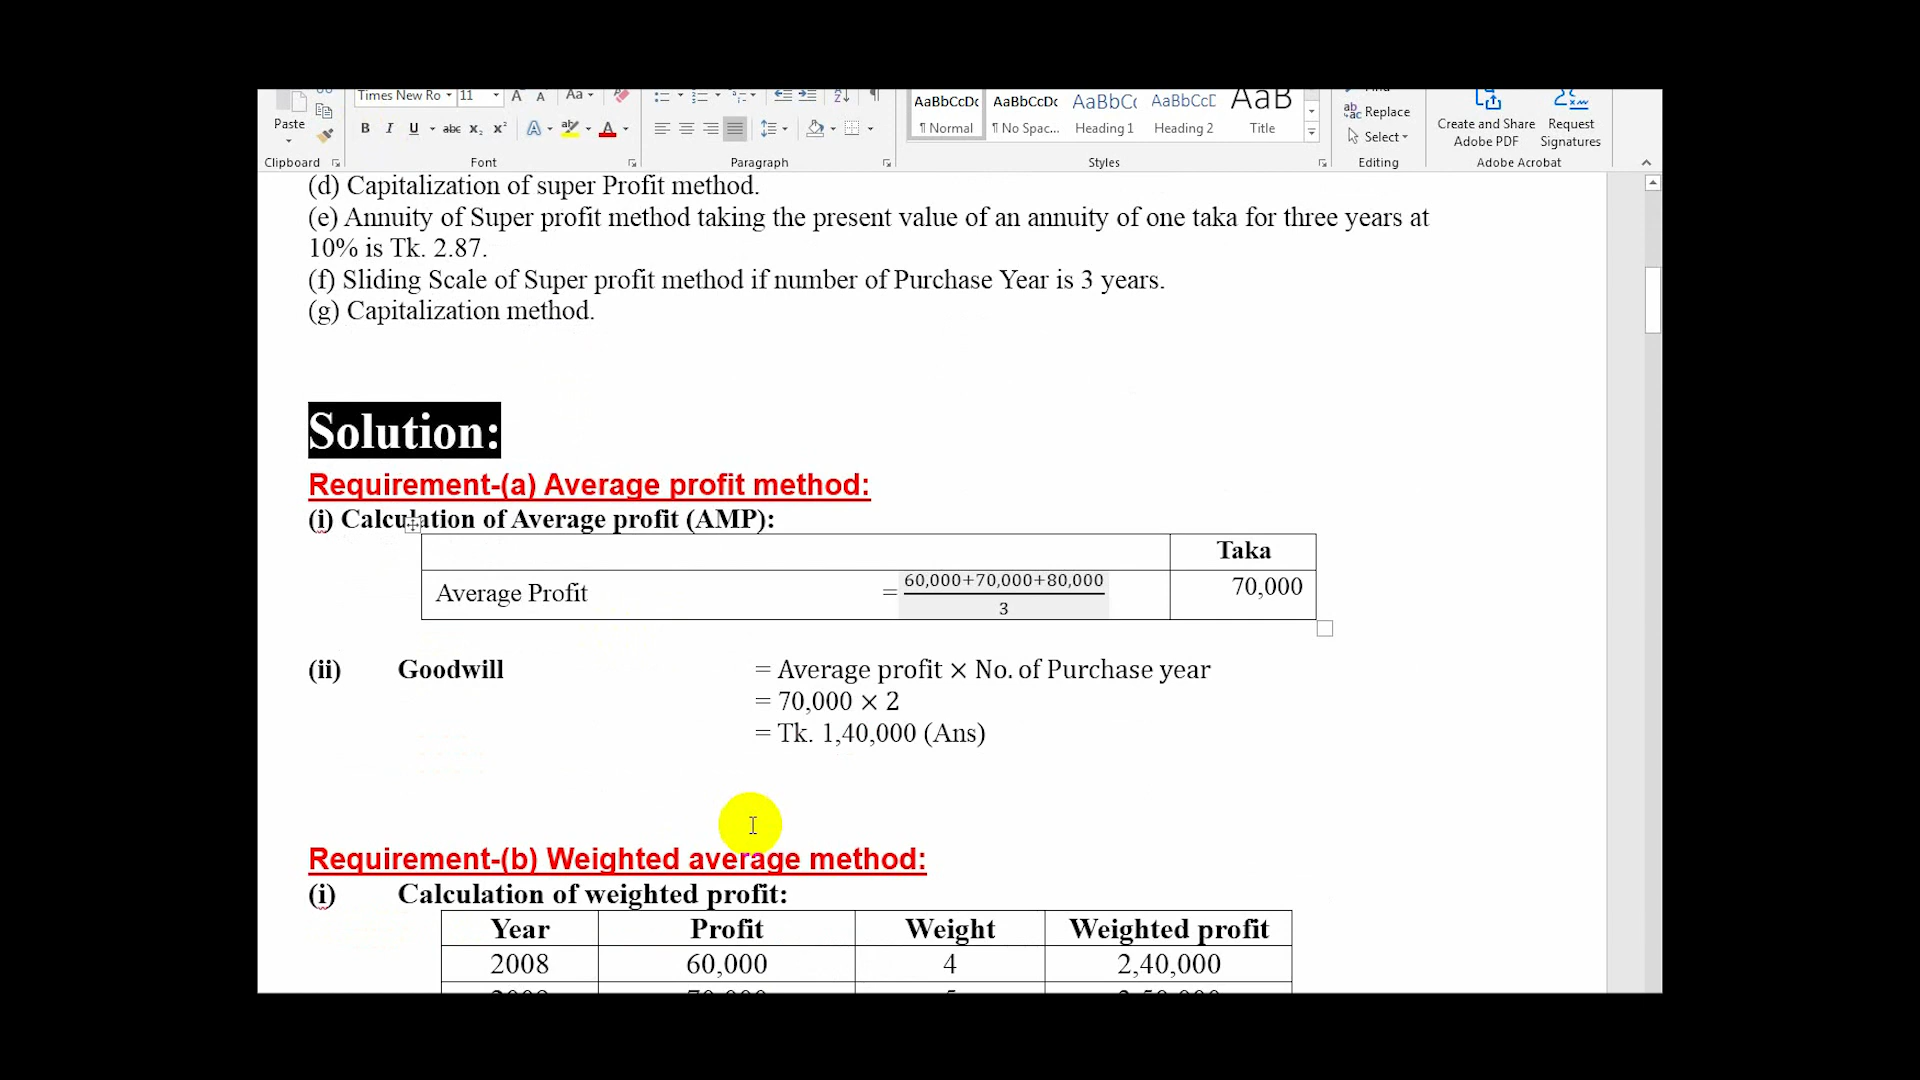 Times New Ro 11 Aa
Paste
B I U abc x₂ x² A A
Clipboard Font Paragraph Styles Editing Adobe Acrobat
AaBbCcDc AaBbCcDc AaBbC AaBbCcD AaB
¶ Normal ¶ No Spac... Heading 1 Heading 2 Title
Replace
Select
Create and Share Adobe PDF
Request Signatures
(d) Capitalization of super Profit method.
(e) Annuity of Super profit method taking the present value of an annuity of one taka for three years at
10% is Tk. 2.87.
(f) Sliding Scale of Super profit method if number of Purchase Year is 3 years.
(g) Capitalization method.
Solution:
Requirement-(a) Average profit method:
(i) Calculation of Average profit (AMP):
Taka
Average Profit = 60,000+70,000+80,000 / 3 70,000
(ii) Goodwill = Average profit × No. of Purchase year
= 70,000 × 2
= Tk. 1,40,000 (Ans)
Requirement-(b) Weighted average method:
(i) Calculation of weighted profit:
Year Profit Weight Weighted profit
2008 60,000 4 2,40,000